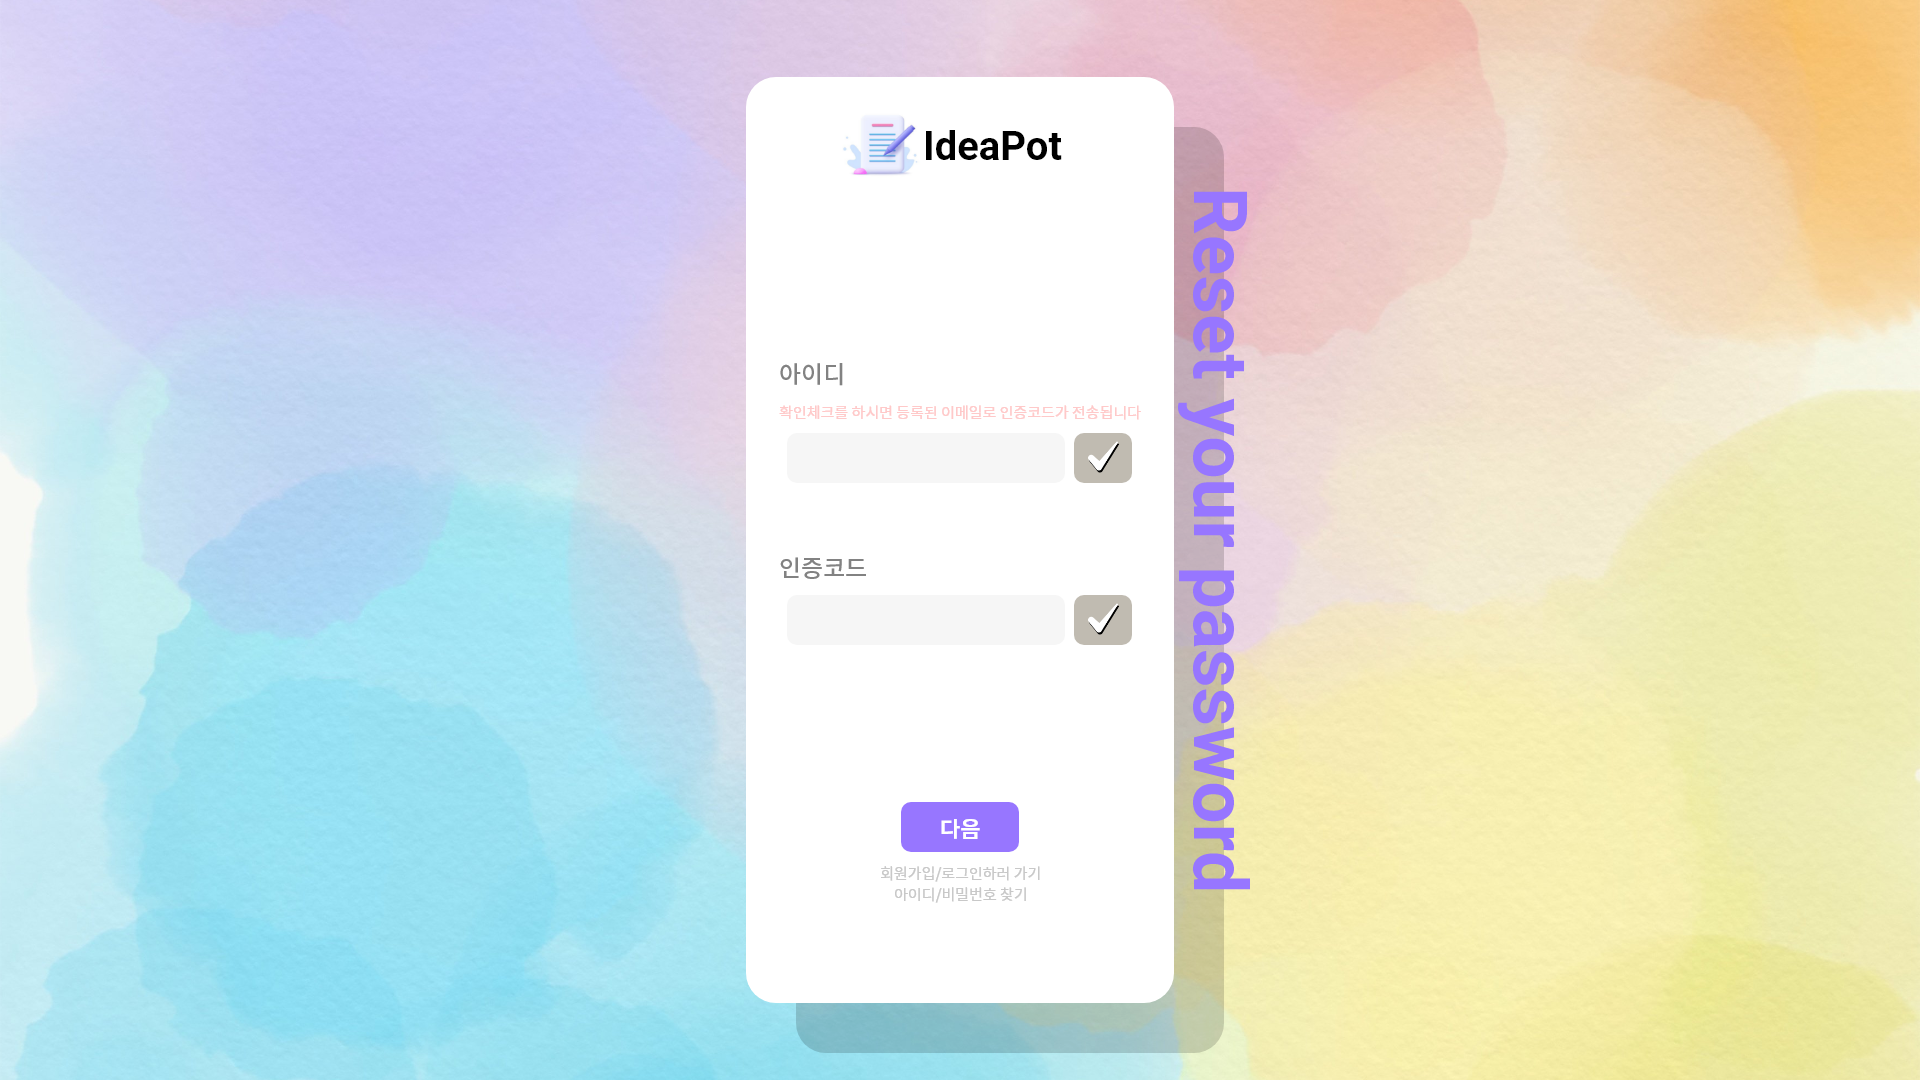 IdeaPot
아이디
확인체크를 하시면 등록된 이메일로 인증코드가 전송됩니다
인증코드
다음
회원가입/로그인하러 가기
아이디/비밀번호 찾기
Reset your password